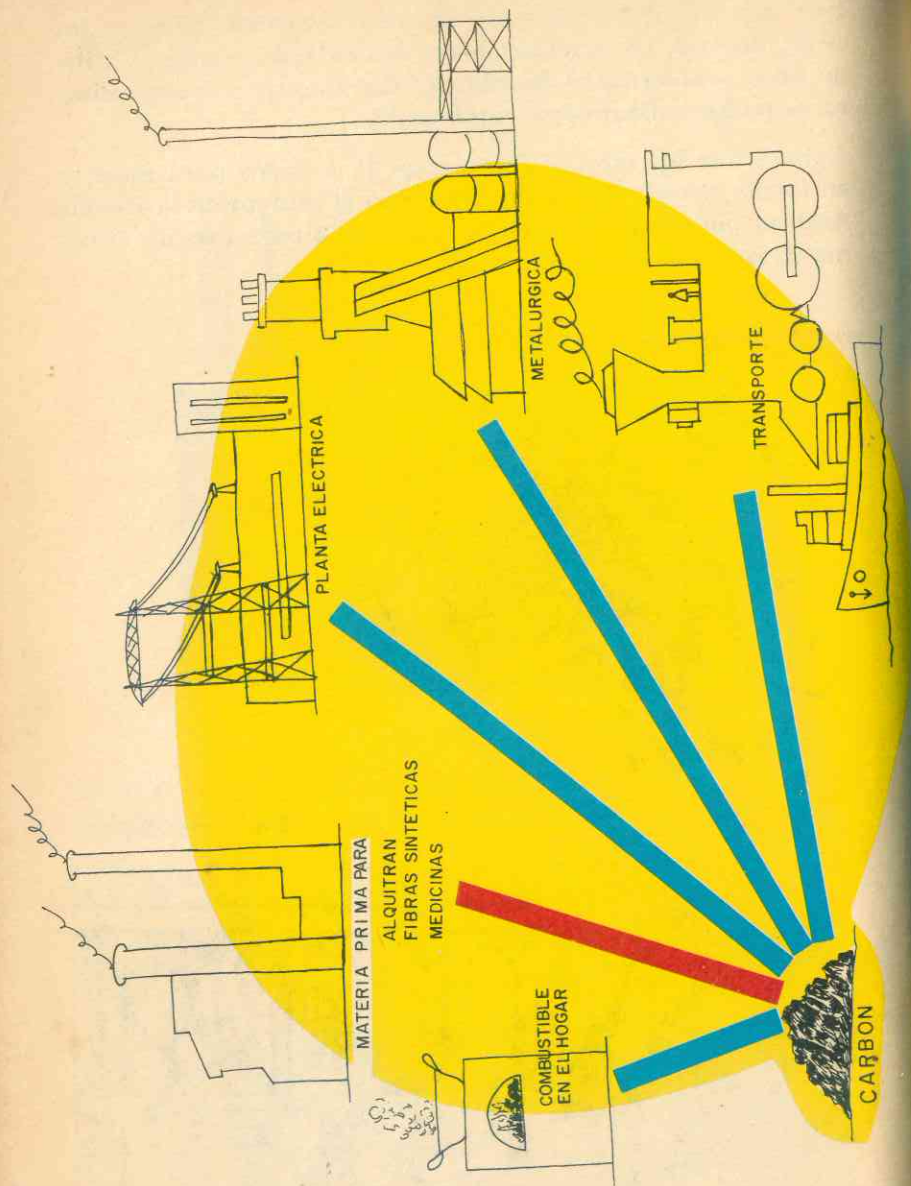 MATERIA PRIMA PARA
ALQUITRAN
FIBRAS SINTETICAS
MEDICINAS
PLANTA ELECTRICA
METALURGICA
COMBUSTIBLE
EN EL HOGAR
TRANSPORTE
CARBON